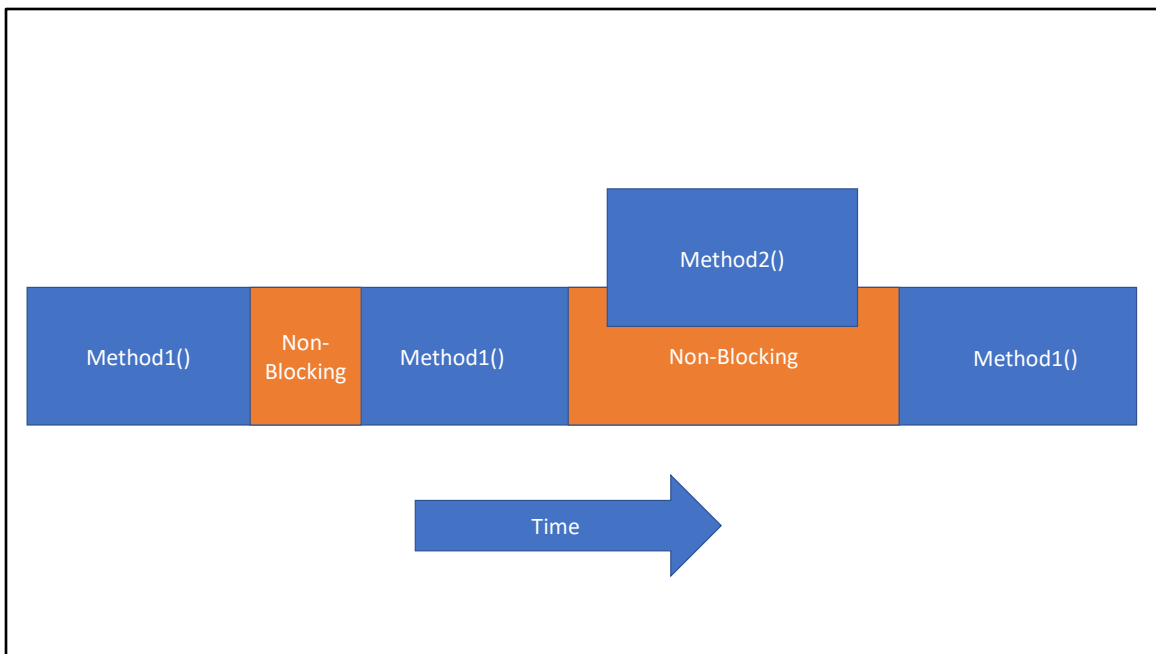 Method2()
Method1()
Non-
Blocking
Method1()
Non-Blocking
Method1()
Time